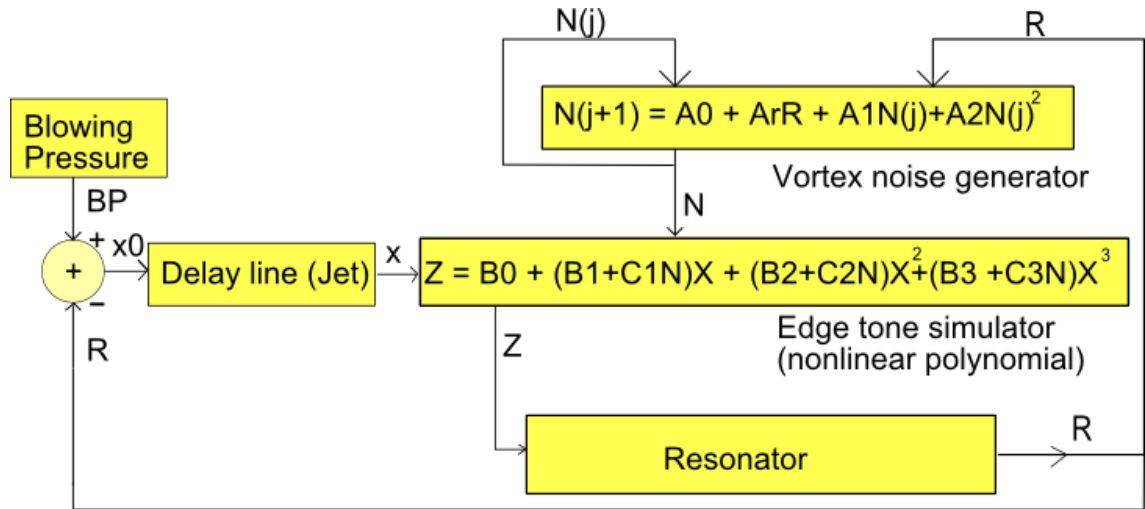 N(j)
R
N(j+1) = A0 + ArR + A1N(j)+A2N(j)²
Blowing
Pressure
Vortex noise generator
BP
N
+
x0
x
+
Delay line (Jet)
Z = B0 + (B1+C1N)X + (B2+C2N)X²+(B3 +C3N)X³
−
R
Z
Edge tone simulator
(nonlinear polynomial)
R
Resonator